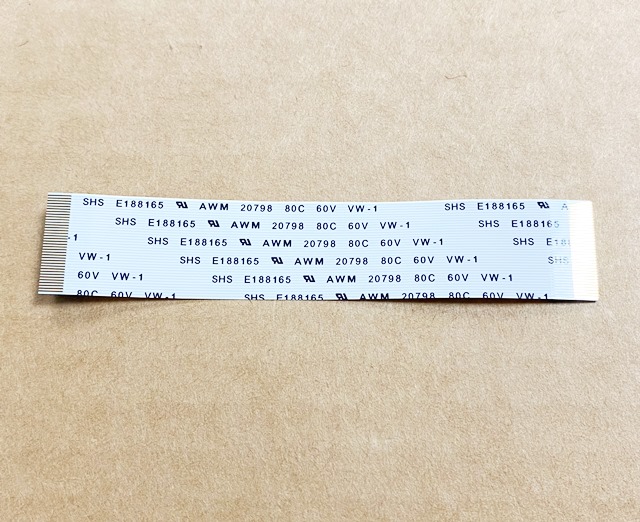 SHS E188165 AWM 20798 80C 60V VW-1 SHS E188165 A
SHS E188165 AWM 20798 80C 60V VW-1 SHS E188165
-1 SHS E188165 AWM 20798 80C 60V VW-1 SHS E188
VW-1 SHS E188165 AWM 20798 80C 60V VW-1 SHS
60V VW-1 SHS E188165 AWM 20798 80C 60V VW-1
80C 60V VW-1 SHS E188165 AWM 20798 80C 60V VW-1